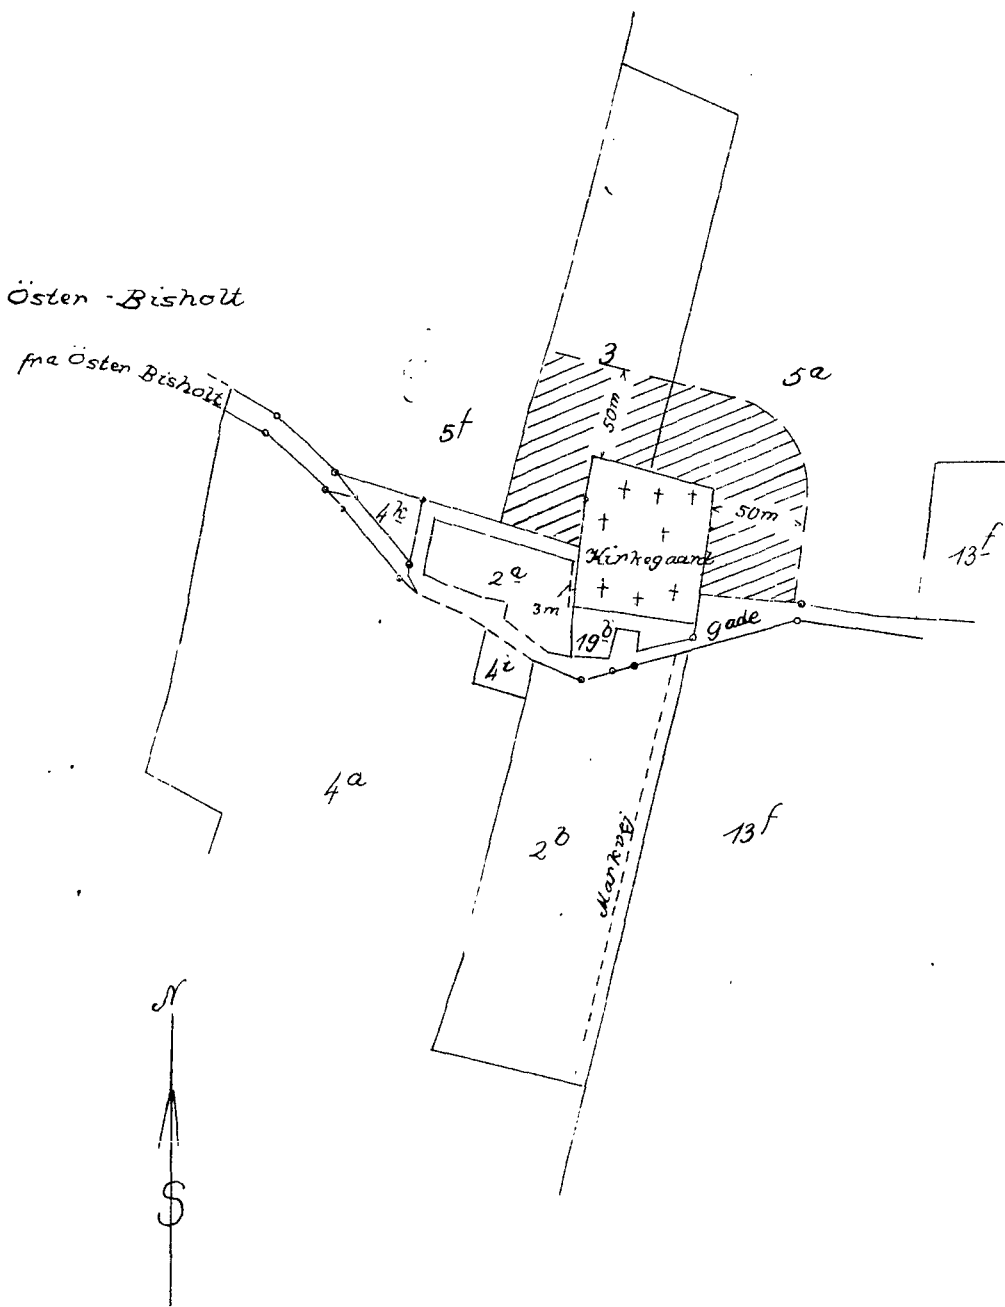 Östen - Bisholt
fra Östen Bisholt
3
5a
5f
50m
50m
4k
13f
Kirkegaard
2a
3m
19b
gade
4i
4a
2b
Markvej
13f
N
S